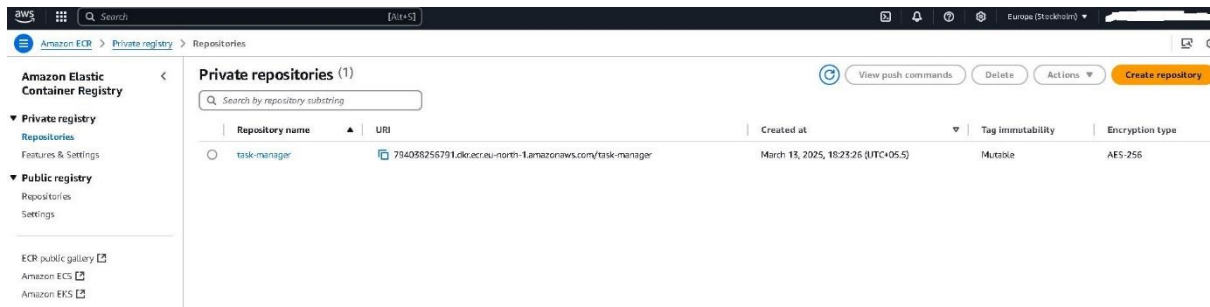 aws Search [Alt+S] Europe (Stockholm)
Amazon ECR > Private registry > Repositories
Amazon Elastic Container Registry
Private registry
Repositories
Features & Settings
Public registry
Repositories
Settings
ECR public gallery
Amazon ECS
Amazon EKS
Private repositories (1)
View push commands Delete Actions Create repository
Search by repository substring
Repository name URI Created at Tag immutability Encryption type
task-manager 794038256791.dkr.ecr.eu-north-1.amazonaws.com/task-manager March 13, 2025, 18:23:26 (UTC+05.5) Mutable AES-256